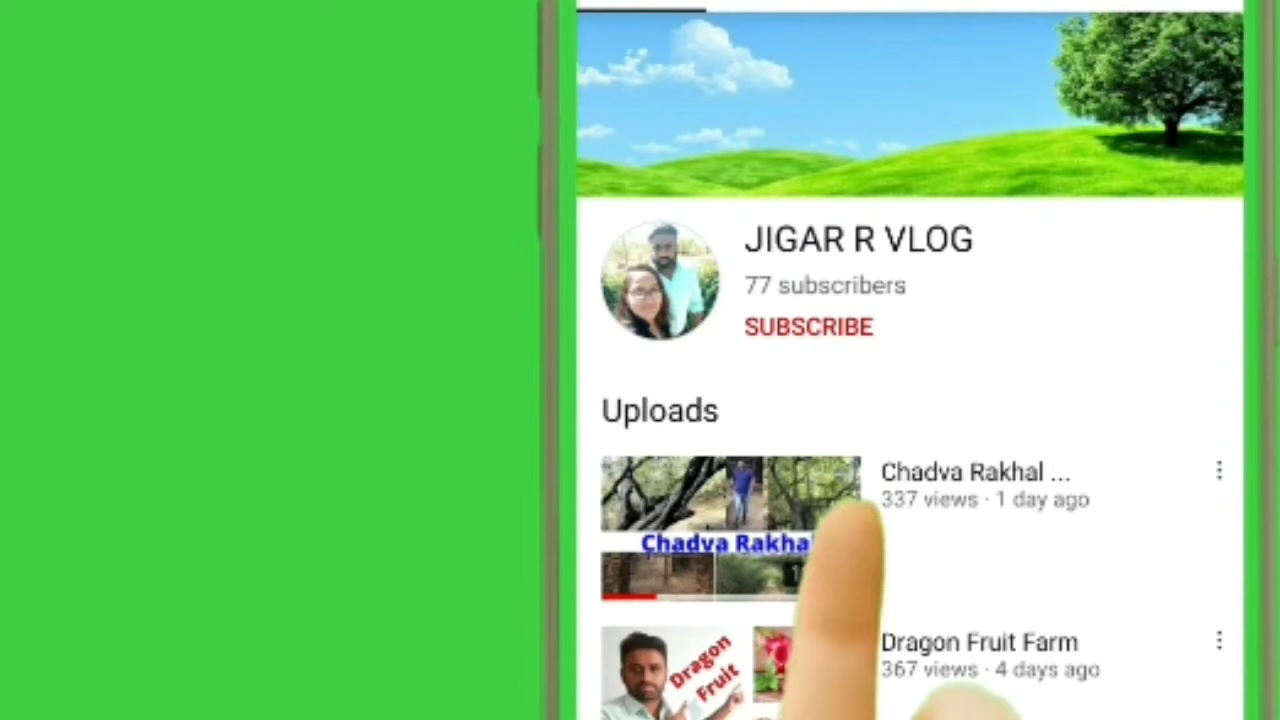 JIGAR R VLOG
77 subscribers
SUBSCRIBE
Uploads
Chadva Rakhal ...
337 views · 1 day ago
Chadva Rakhal
Dragon Fruit Farm
367 views · 4 days ago
Dragon
Fruit